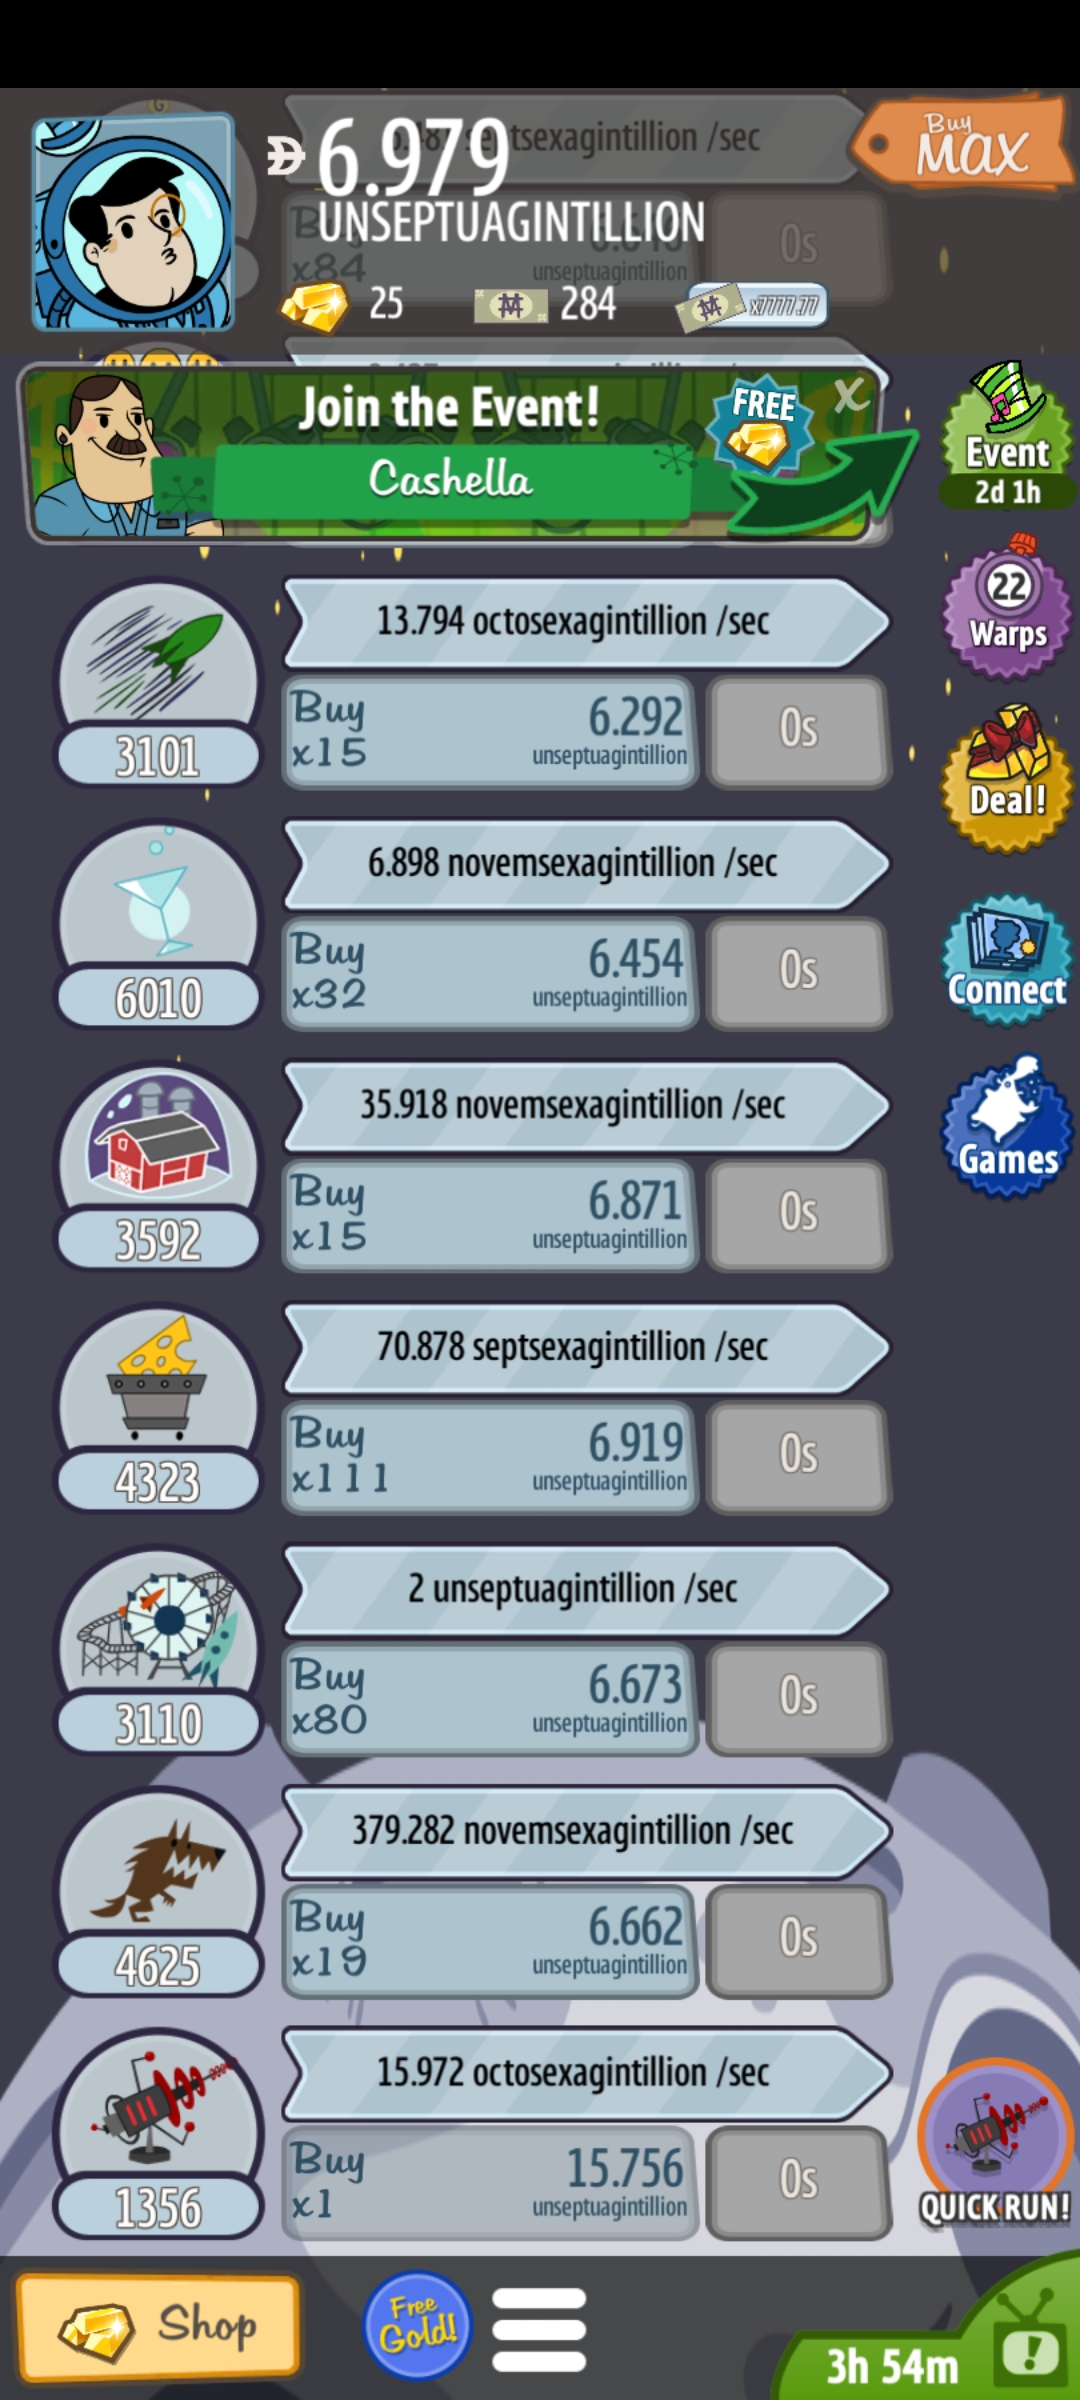 6.979
UNSEPTUAGINTILLION
Buy
MAX
septsexagintillion /sec
x84
unseptuagintillion
0s
25
284
x7777.77
Join the Event!
Cashella
FREE
X
Event
2d 1h
13.794 octosexagintillion /sec
Buy
x15
6.292
unseptuagintillion
0s
3101
22
Warps
Deal!
6.898 novemsexagintillion /sec
Buy
x32
6.454
unseptuagintillion
0s
6010
Connect
35.918 novemsexagintillion /sec
Buy
x15
6.871
unseptuagintillion
0s
3592
Games
70.878 septsexagintillion /sec
Buy
x111
6.919
unseptuagintillion
0s
4323
2 unseptuagintillion /sec
Buy
x80
6.673
unseptuagintillion
0s
3110
379.282 novemsexagintillion /sec
Buy
x19
6.662
unseptuagintillion
0s
4625
15.972 octosexagintillion /sec
Buy
x1
15.756
unseptuagintillion
0s
1356
QUICK RUN!
Shop
Free
Gold!
3h 54m